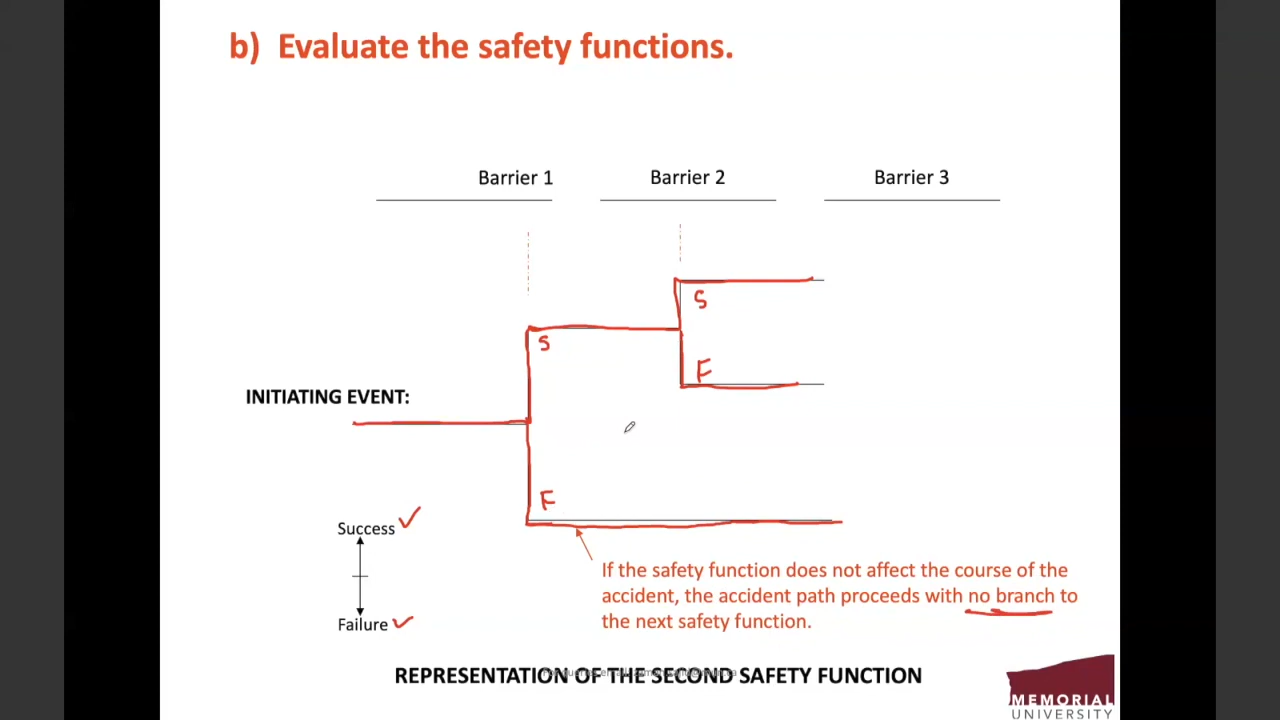 b) Evaluate the safety functions.
Barrier 1
Barrier 2
Barrier 3
S
S
F
INITIATING EVENT:
F
Success
If the safety function does not affect the course of the
accident, the accident path proceeds with no branch to
the next safety function.
Failure
REPRESENTATION OF THE SECOND SAFETY FUNCTION
MEMORIAL
UNIVERSITY